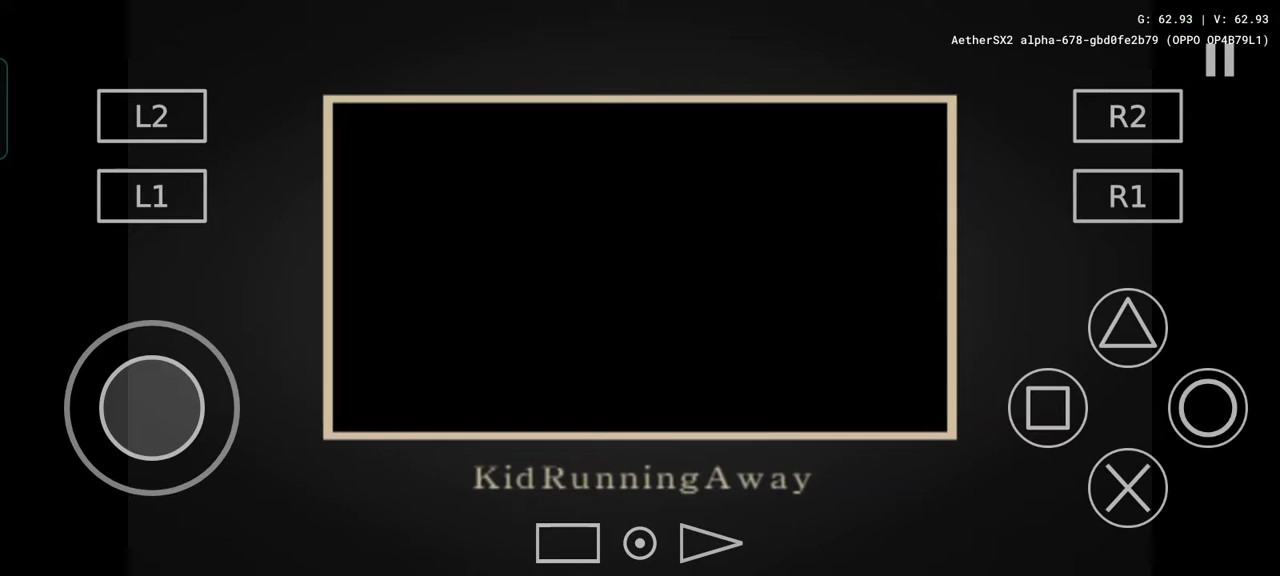 G: 62.93 | V: 62.93
AetherSX2 alpha-678-gbd0fe2b79 (OPPO OP4B79L1)
L2
R2
L1
R1
KidRunningAway